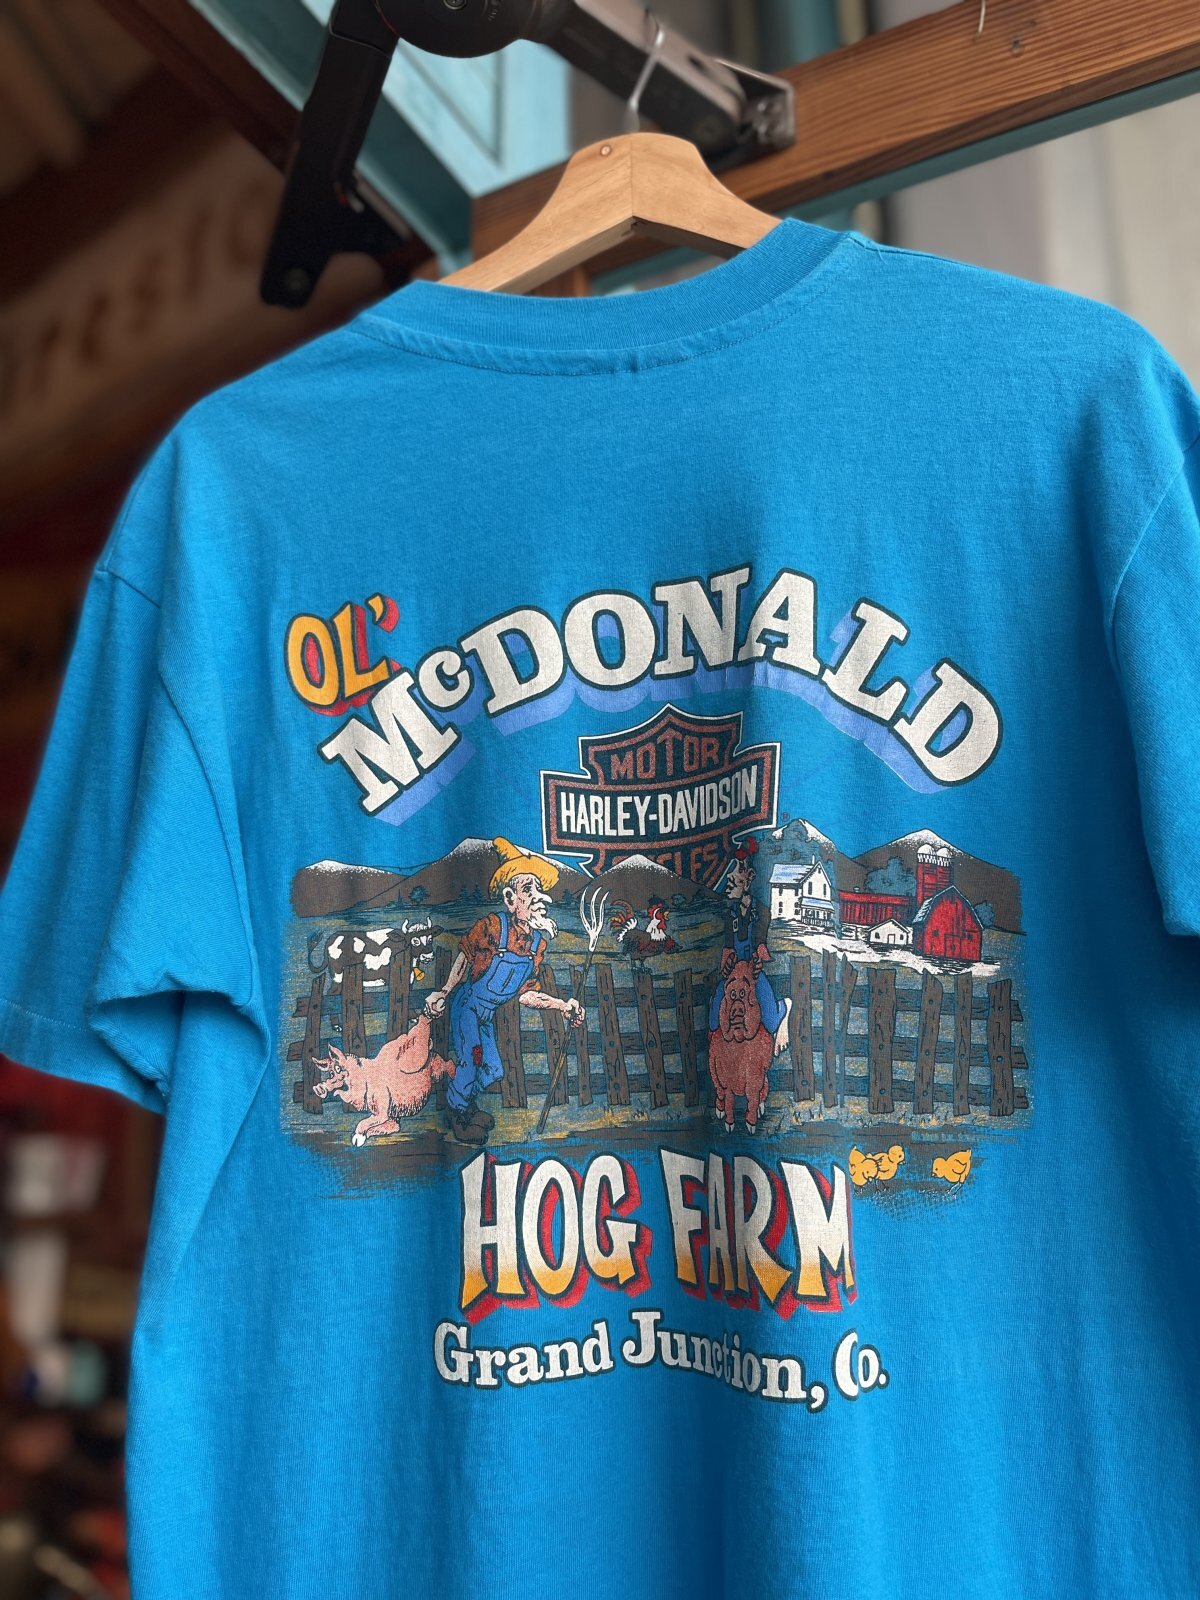 OL'
McDONALD
MOTOR
HARLEY-DAVIDSON
HOG FARM
Grand Junction, Co.